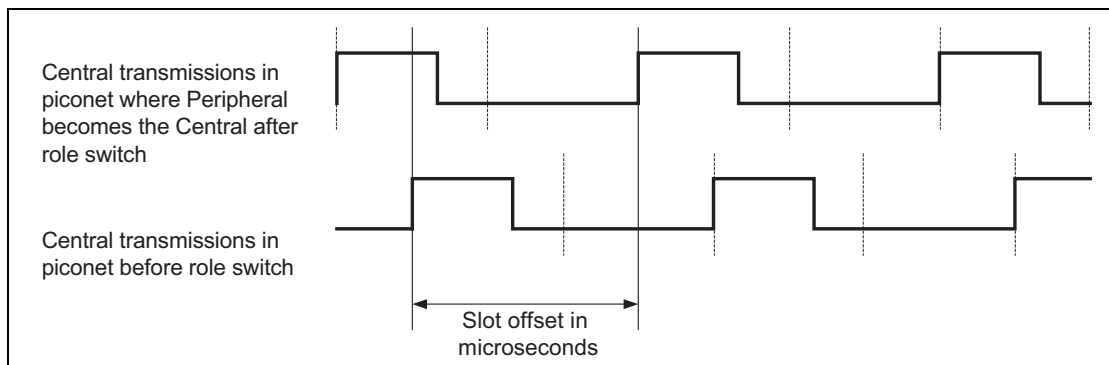 Central transmissions in
piconet where Peripheral
becomes the Central after
role switch
Central transmissions in
piconet before role switch
Slot offset in
microseconds